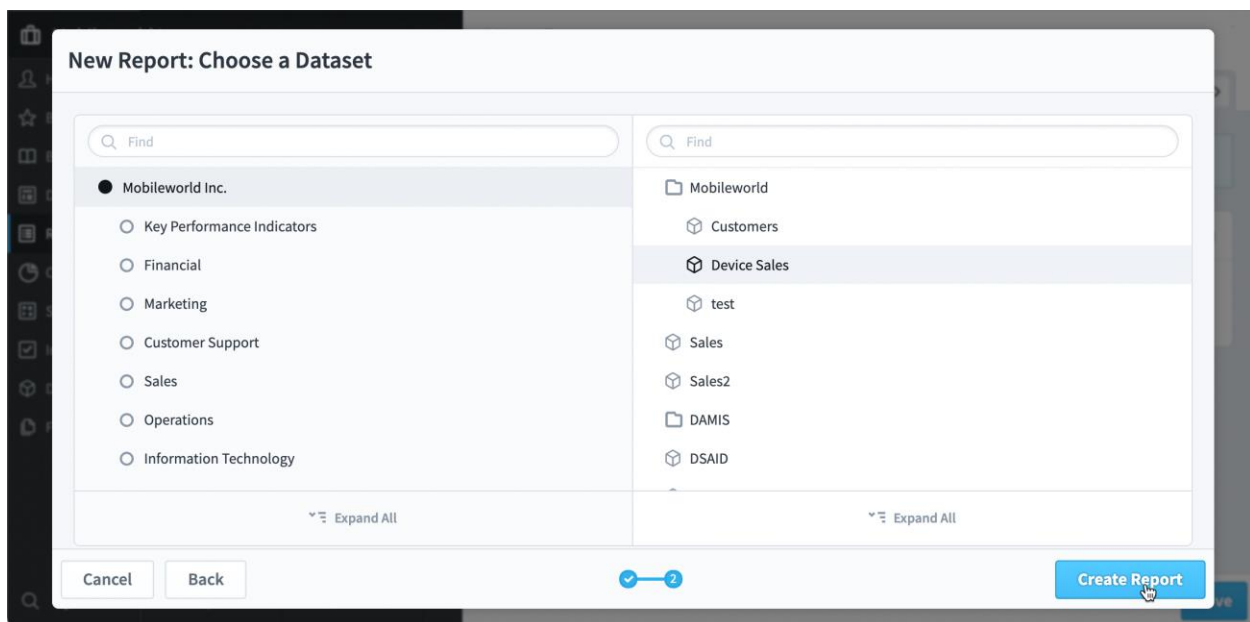 New Report: Choose a Dataset
Find
Mobileworld Inc.
Key Performance Indicators
Financial
Marketing
Customer Support
Sales
Operations
Information Technology
Expand All
Find
Mobileworld
Customers
Device Sales
test
Sales
Sales2
DAMIS
DSAID
Expand All
Cancel
Back
2
Create Report